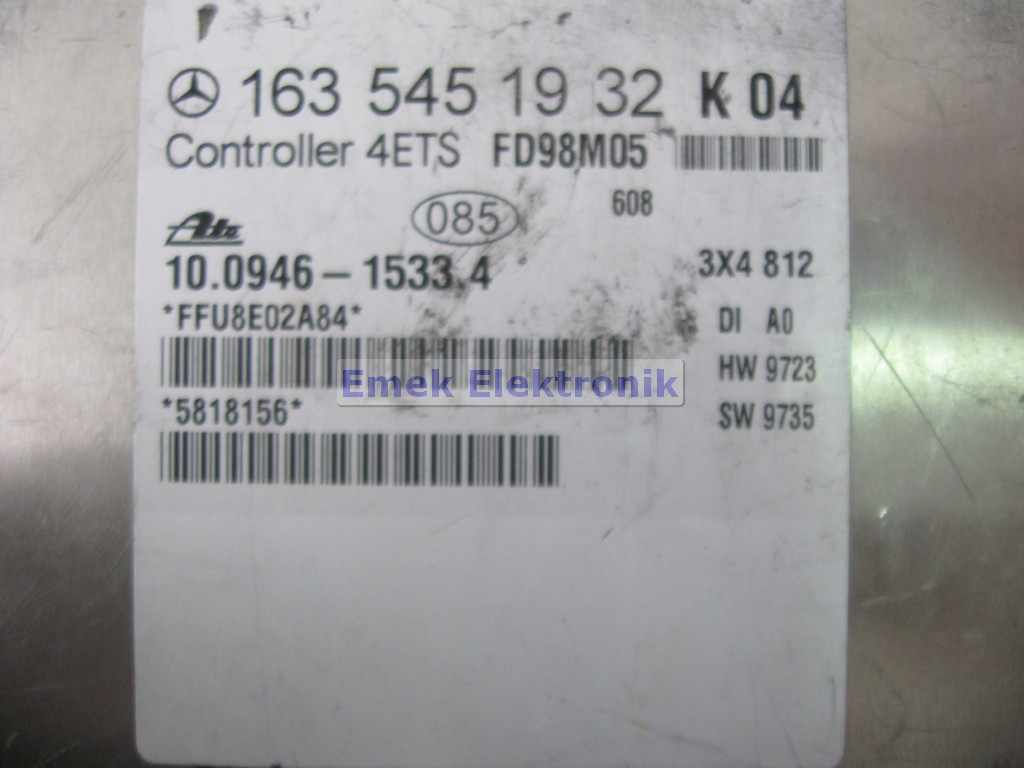 163 545 19 32 K 04
Controller 4ETS FD98M05
085 608
Ate
10.0946-1533.4 3X4 812
*FFU8E02A84* DI A0
HW 9723
Emek Elektronik
*5818156* SW 9735